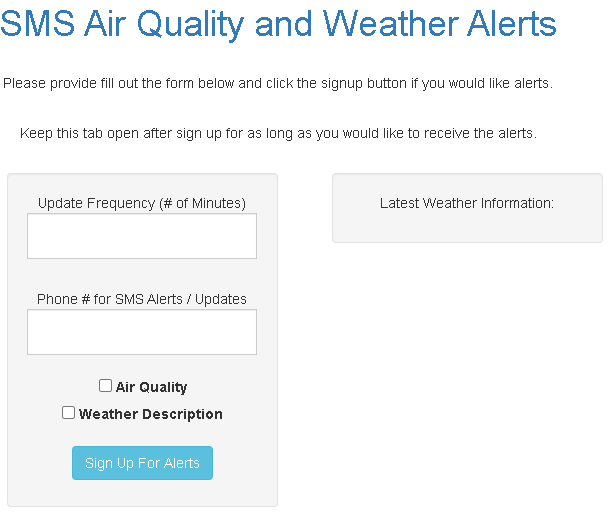 SMS Air Quality and Weather Alerts
Please provide fill out the form below and click the signup button if you would like alerts.
Keep this tab open after sign up for as long as you would like to receive the alerts.
Update Frequency (# of Minutes)
Phone # for SMS Alerts / Updates
Air Quality
Weather Description
Sign Up For Alerts
Latest Weather Information: